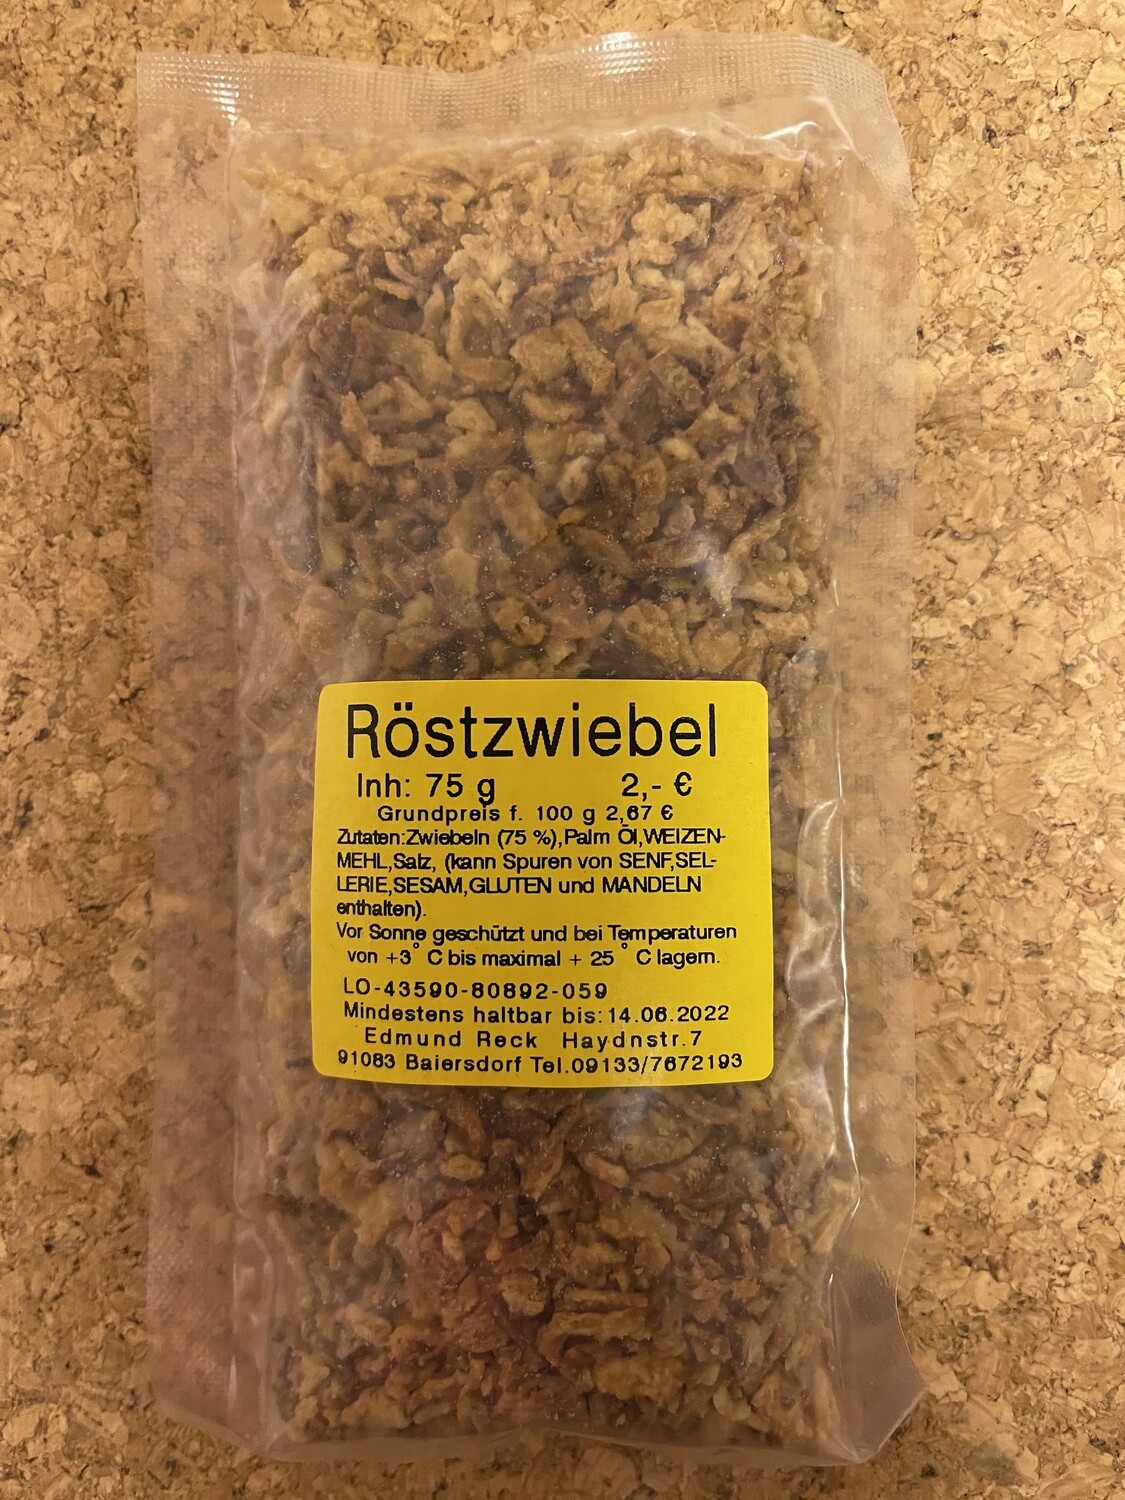 Röstzwiebel
Inh: 75 g 2,- €
Grundpreis f. 100 g 2,67 €
Zutaten:Zwiebeln (75 %),Palm Öl,WEIZEN-
MEHL,Salz, (kann Spuren von SENF,SEL-
LERIE,SESAM,GLUTEN und MANDELN
enthalten).
Vor Sonne geschützt und bei Temperaturen
von +3° C bis maximal + 25° C lagern.
LO-43590-80892-059
Mindestens haltbar bis:14.06.2022
Edmund Reck Haydnstr.7
91083 Baiersdorf Tel.09133/7672193